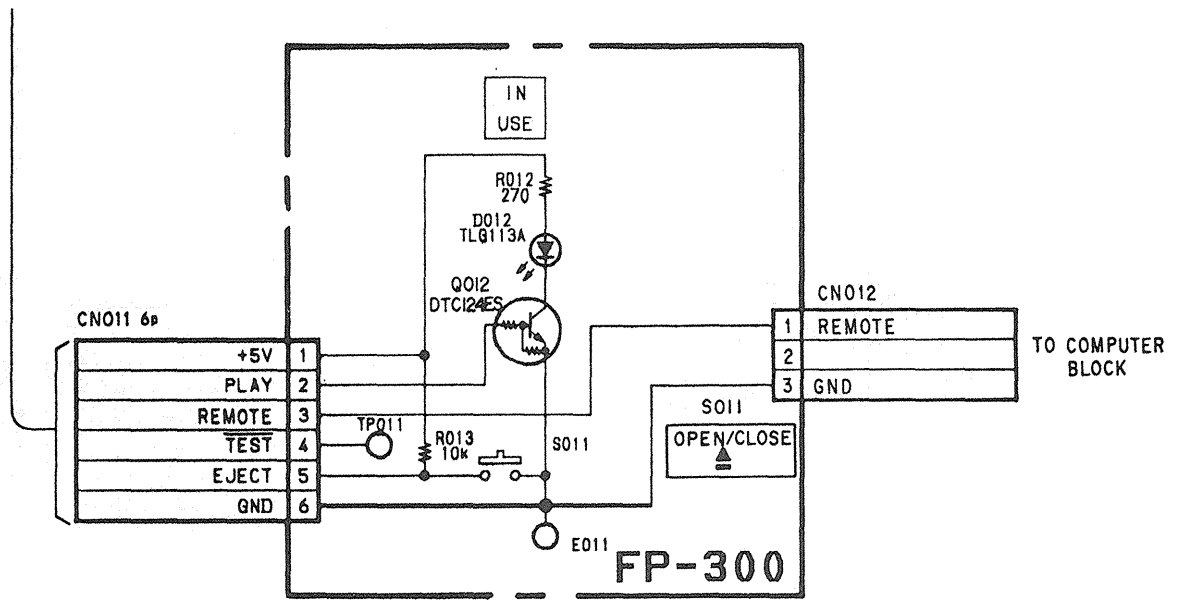 IN
USE
R012
270
D012
TLG113A
Q012
DTC124ES
CN011 6p
+5V 1
PLAY 2
REMOTE 3
TEST 4
EJECT 5
GND 6
TP011
R013
10k
S011
E011
CN012
1 REMOTE
2
3 GND
TO COMPUTER
BLOCK
S011
OPEN/CLOSE
FP-300